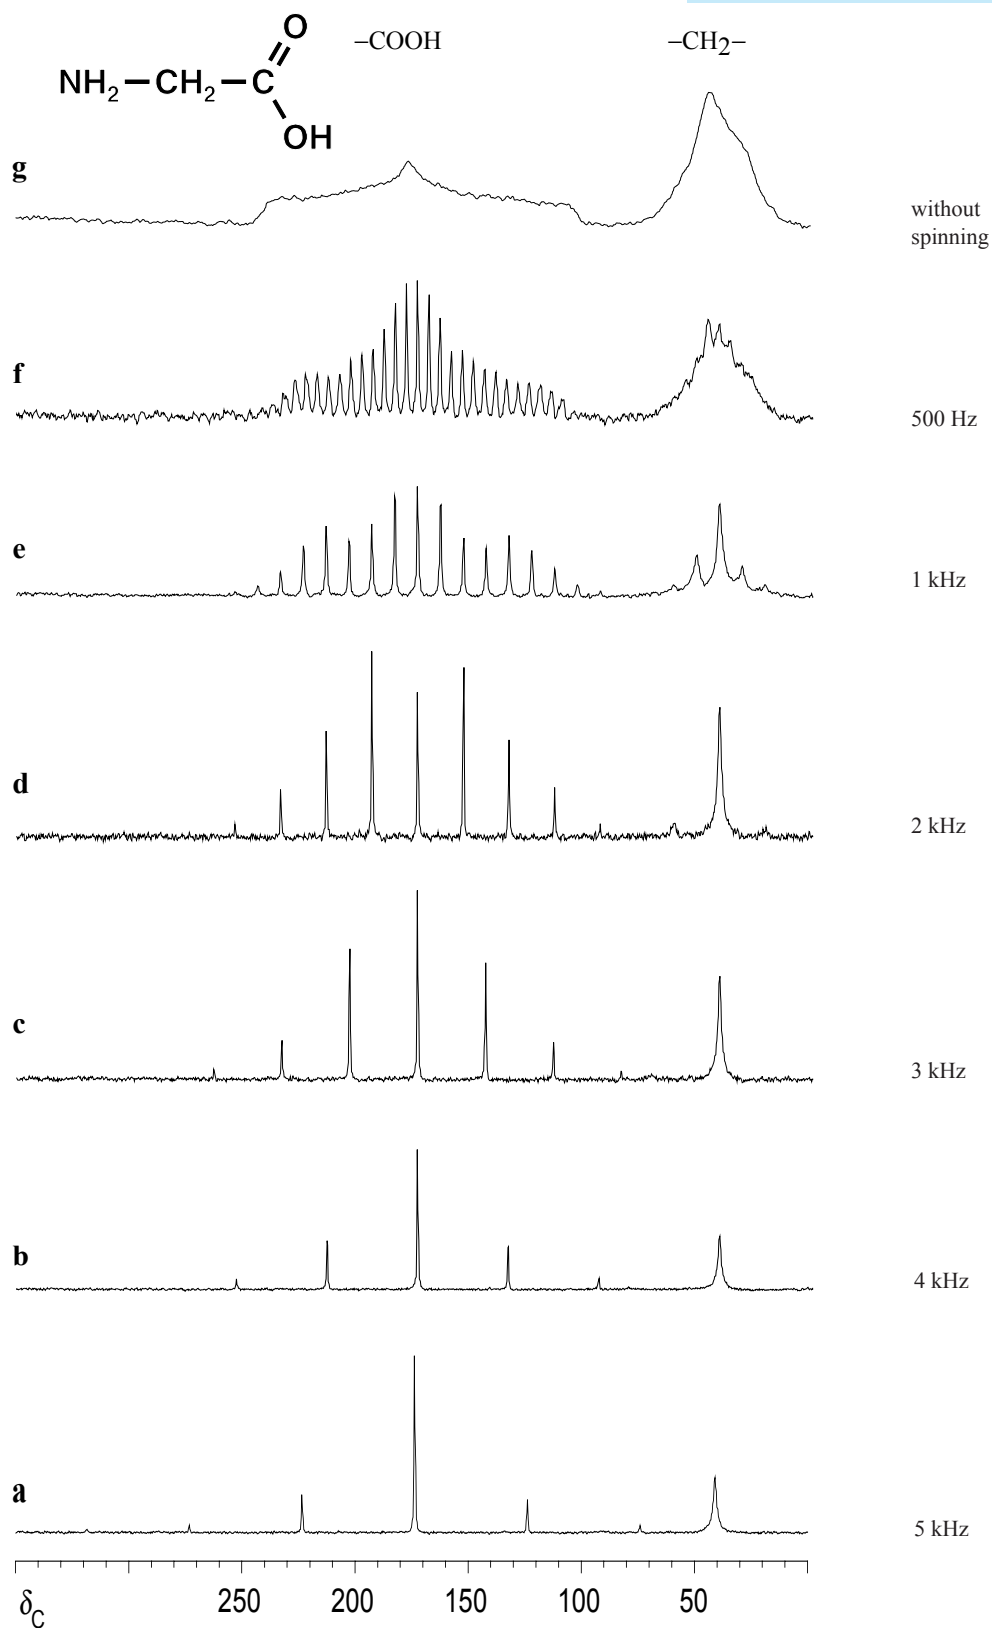 –COOH
–CH2–
O
NH2–CH2–C
OH
g
without
spinning
f
500 Hz
e
1 kHz
d
2 kHz
c
3 kHz
b
4 kHz
a
5 kHz
δC 250 200 150 100 50